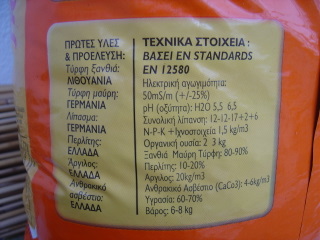 ΠΡΩΤΕΣ ΥΛΕΣ
& ΠΡΟΕΛΕΥΣΗ:
Τύρφη ξανθιά:
ΛΙΘΟΥΑΝΙΑ
Τύρφη μαύρη:
ΓΕΡΜΑΝΙΑ
Λίπασμα:
ΓΕΡΜΑΝΙΑ
Περλίτης:
ΕΛΛΑΔΑ
Άργιλος:
ΕΛΛΑΔΑ
Ανθρακικό
ασβέστιο:
ΕΛΛΑΔΑ
ΤΕΧΝΙΚΑ ΣΤΟΙΧΕΙΑ :
ΒΑΣΕΙ EN STANDARDS
EN 12580
Ηλεκτρική αγωγιμότητα:
50mS/m (+/-25%)
pH (οξύτητα): H2O 5,5 6,5
Συνολική λίπανση: 12-12-17+2+6
N-P-K + Ιχνοστοιχεία 1,5 kg/m3
Οργανική ουσία: 2 3 kg
Ξανθιά Μαύρη Τύρφη: 80-90%
Περλίτης: 10-20%
Άργιλος: 20kg/m3
Ανθρακικό Ασβέστιο (CaCo3): 4-6kg/m3
Υγρασία: 60-70%
Βάρος: 6-8 kg